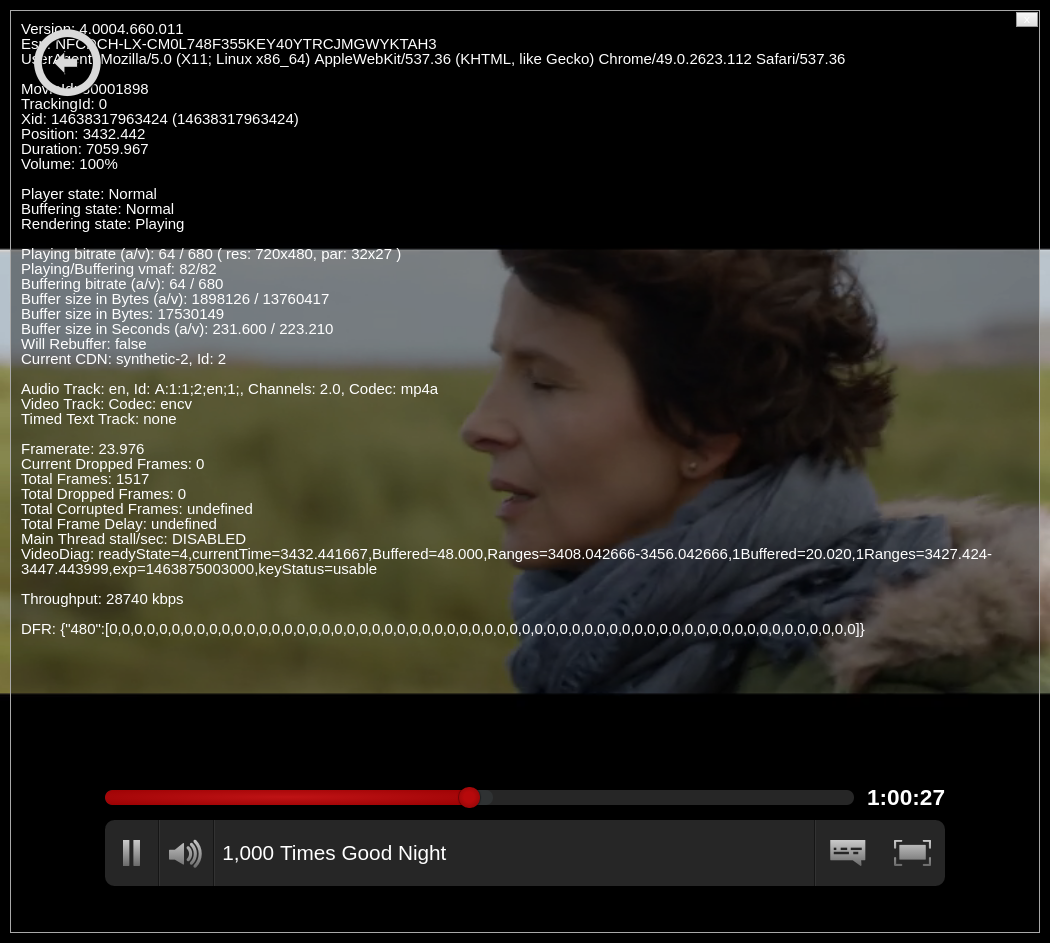 Version: 4.0004.660.011
Esn: NFCDCH-LX-CM0L748F355KEY40YTRCJMGWYKTAH3
UserAgent: Mozilla/5.0 (X11; Linux x86_64) AppleWebKit/537.36 (KHTML, like Gecko) Chrome/49.0.2623.112 Safari/537.36
MovieId: 80001898
TrackingId: 0
Xid: 14638317963424 (14638317963424)
Position: 3432.442
Duration: 7059.967
Volume: 100%
Player state: Normal
Buffering state: Normal
Rendering state: Playing
Playing bitrate (a/v): 64 / 680 ( res: 720x480, par: 32x27 )
Playing/Buffering vmaf: 82/82
Buffering bitrate (a/v): 64 / 680
Buffer size in Bytes (a/v): 1898126 / 13760417
Buffer size in Bytes: 17530149
Buffer size in Seconds (a/v): 231.600 / 223.210
Will Rebuffer: false
Current CDN: synthetic-2, Id: 2
Audio Track: en, Id: A:1:1;2;en;1;, Channels: 2.0, Codec: mp4a
Video Track: Codec: encv
Timed Text Track: none
Framerate: 23.976
Current Dropped Frames: 0
Total Frames: 1517
Total Dropped Frames: 0
Total Corrupted Frames: undefined
Total Frame Delay: undefined
Main Thread stall/sec: DISABLED
VideoDiag: readyState=4,currentTime=3432.441667,Buffered=48.000,Ranges=3408.042666-3456.042666,1Buffered=20.020,1Ranges=3427.424-
3447.443999,exp=1463875003000,keyStatus=usable
Throughput: 28740 kbps
DFR: {"480":[0,0,0,0,0,0,0,0,0,0,0,0,0,0,0,0,0,0,0,0,0,0,0,0,0,0,0,0,0,0,0,0,0,0,0,0,0,0,0,0,0,0,0,0,0,0,0,0,0,0,0,0,0,0,0,0,0,0,0,0]}
1:00:27
1,000 Times Good Night